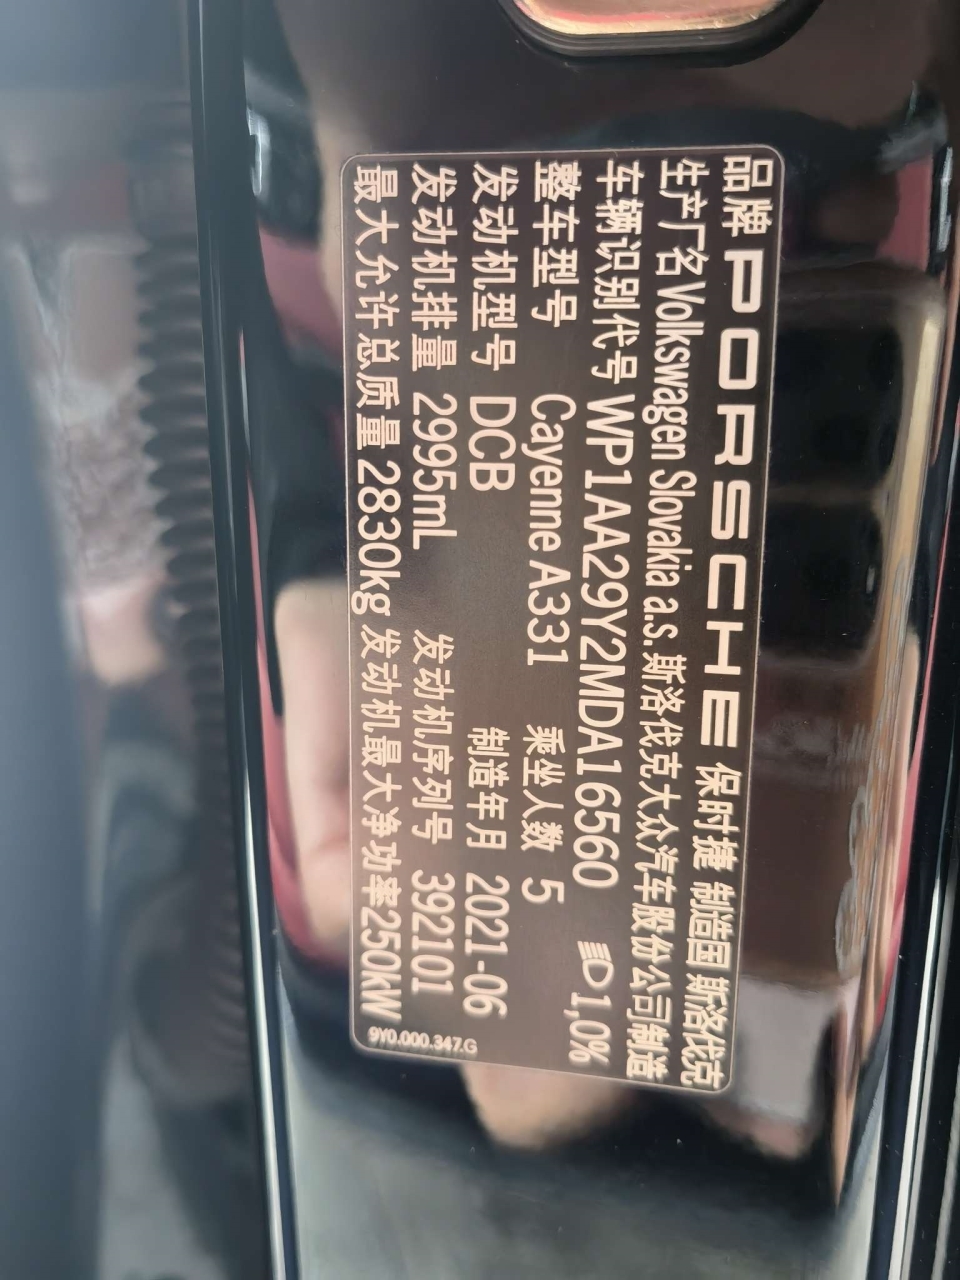 品牌 PORSCHE 保时捷 制造国 斯洛伐克
生产厂名 Volkswagen Slovakia a.s. 斯洛伐克大众汽车股份公司制造
车辆识别代号 WP1AA29Y2MDA16560 1,0%
整车型号 Cayenne A331 乘坐人数 5
发动机型号 DCB 制造年月 2021-06
发动机排量 2995mL 发动机序列号 392101
最大允许总质量 2830kg 发动机最大净功率250kW
9Y0.000.347.G